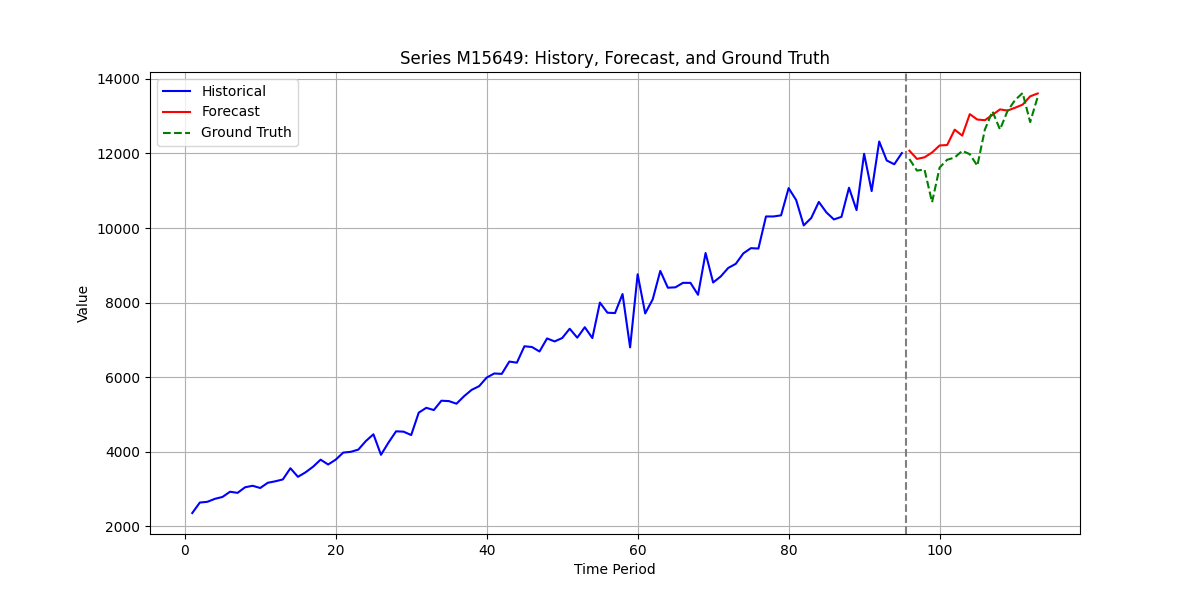 Series M15649: History, Forecast, and Ground Truth
14000
12000
10000
8000
6000
4000
2000
Value
Historical
Forecast
Ground Truth
0
20
40
60
80
100
Time Period